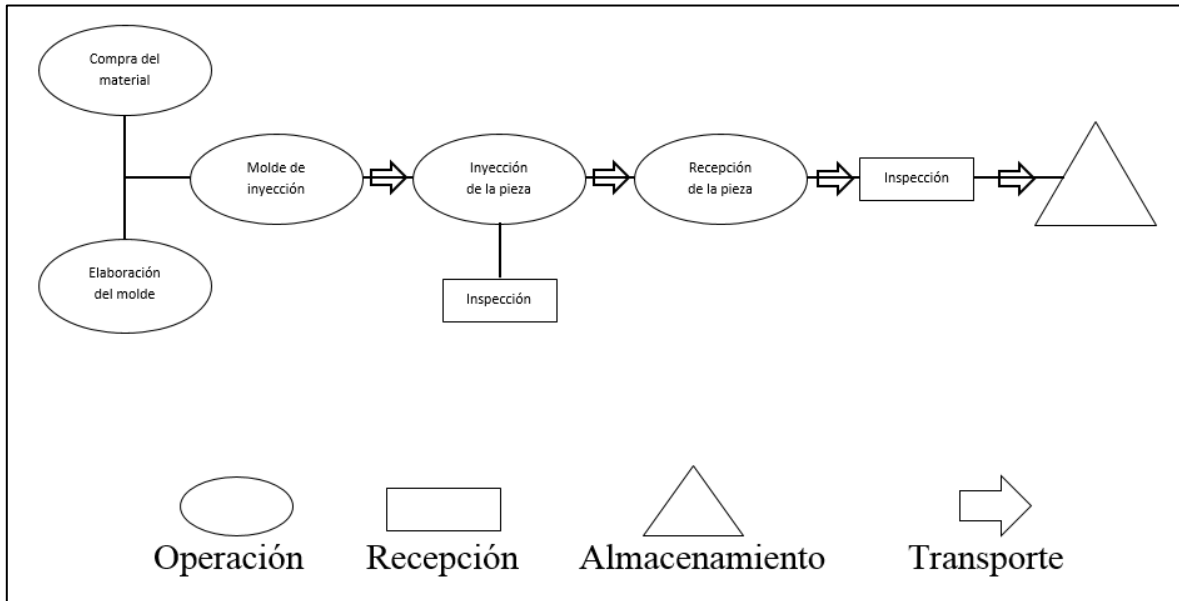 Compra del
material
Molde de
inyección
Inyección
de la pieza
Recepción
de la pieza
Inspección
Elaboración
del molde
Inspección
Operación
Recepción
Almacenamiento
Transporte